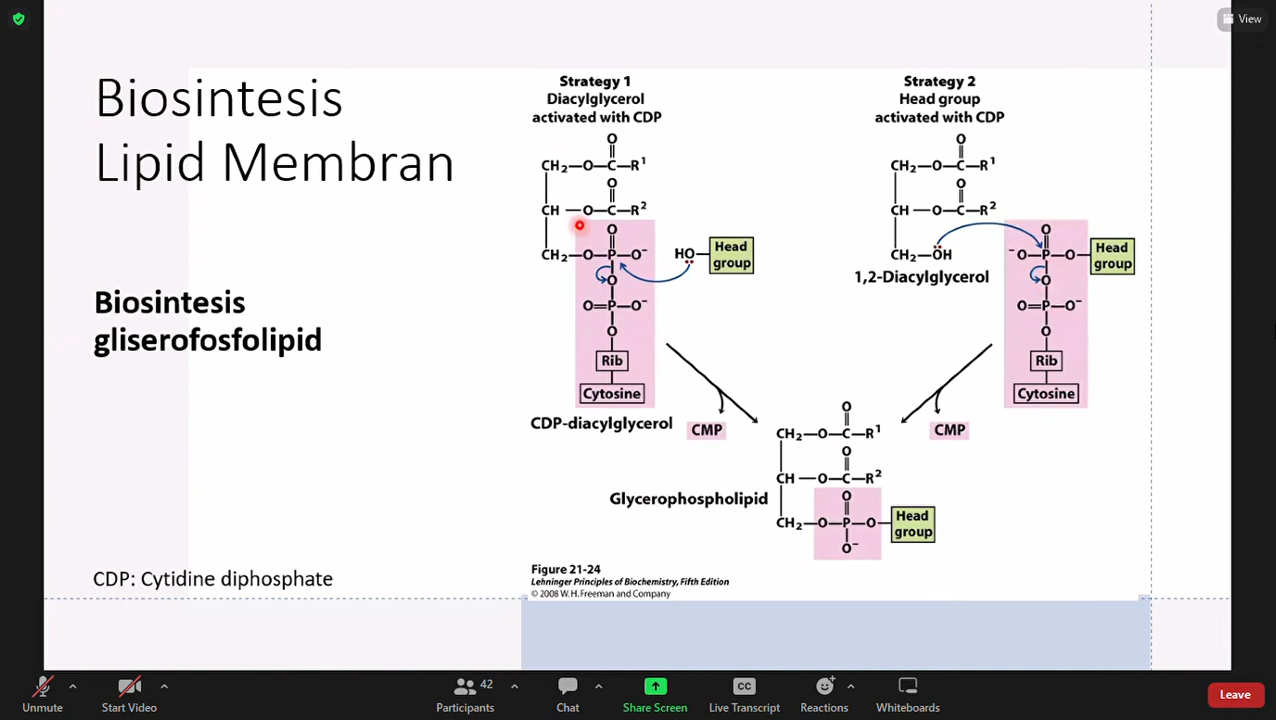 View
Biosintesis
Lipid Membran
Biosintesis
gliserofosfolipid
CDP: Cytidine diphosphate
Strategy 1
Diacylglycerol
activated with CDP
O
CH₂—O—C—R¹
O
CH—O—C—R²
O
CH₂—O—P—O⁻
HO—
Head
group
O
O=P—O⁻
O
Rib
Cytosine
CDP-diacylglycerol
CMP
Strategy 2
Head group
activated with CDP
O
CH₂—O—C—R¹
O
CH—O—C—R²
CH₂—OH
1,2-Diacylglycerol
O
⁻O—P—O—
Head
group
O
O=P—O⁻
O
Rib
Cytosine
CMP
O
CH₂—O—C—R¹
O
CH—O—C—R²
Glycerophospholipid
O
CH₂—O—P—O—
Head
group
O⁻
Figure 21-24
Lehninger Principles of Biochemistry, Fifth Edition
© 2008 W.H. Freeman and Company
Unmute
Start Video
42
Participants
Chat
Share Screen
CC
Live Transcript
Reactions
Whiteboards
Leave